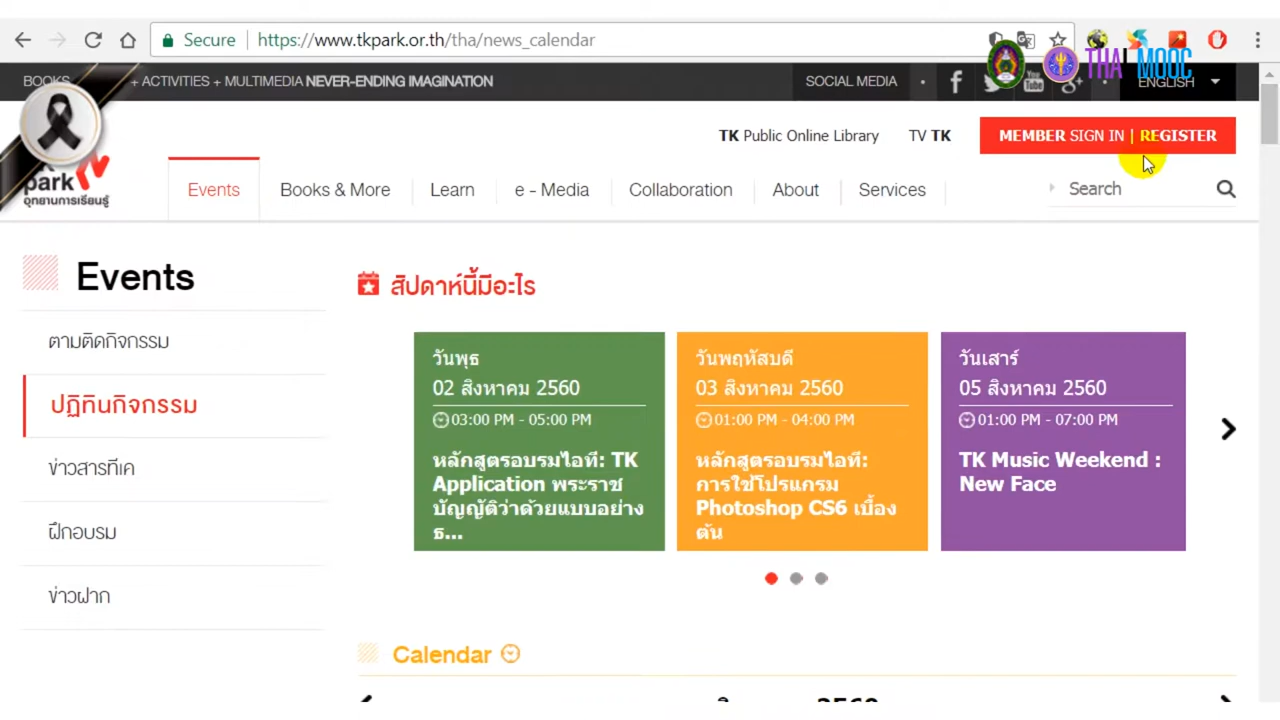 Secure https://www.tkpark.or.th/tha/news_calendar
THAI MOOC
BOOKS + ACTIVITIES + MULTIMEDIA NEVER-ENDING IMAGINATION
SOCIAL MEDIA
You Tube
g+
ENGLISH
TK Public Online Library TV TK MEMBER SIGN IN | REGISTER
park
อุทยานการเรียนรู้
Events Books & More Learn e - Media Collaboration About Services Search
Events
ตามติดกิจกรรม
ปฏิทินกิจกรรม
ข่าวสารทีเค
ฝึกอบรม
ข่าวฝาก
สัปดาห์นี้มีอะไร
วันพุธ
02 สิงหาคม 2560
03:00 PM - 05:00 PM
หลักสูตรอบรมไอที: TK
Application พระราช
บัญญัติว่าด้วยแบบอย่าง
ธ...
วันพฤหัสบดี
03 สิงหาคม 2560
01:00 PM - 04:00 PM
หลักสูตรอบรมไอที:
การใช้โปรแกรม
Photoshop CS6 เบื้อง
ต้น
วันเสาร์
05 สิงหาคม 2560
01:00 PM - 07:00 PM
TK Music Weekend :
New Face
Calendar
2560